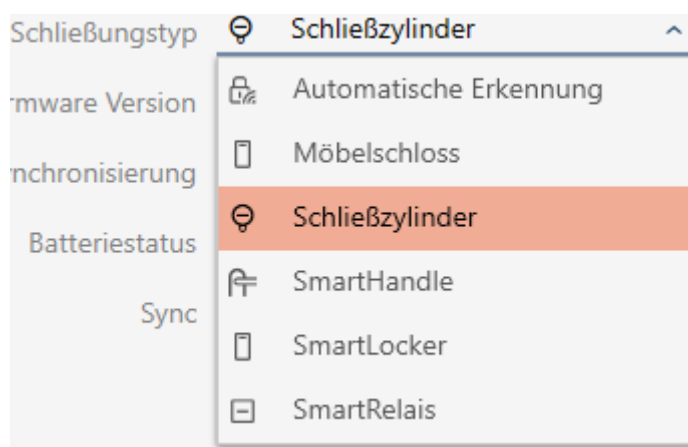 Schließungstyp Schließzylinder
Automatische Erkennung
rmware Version
Möbelschloss
nchronisierung
Schließzylinder
Batteriestatus
SmartHandle
Sync
SmartLocker
SmartRelais